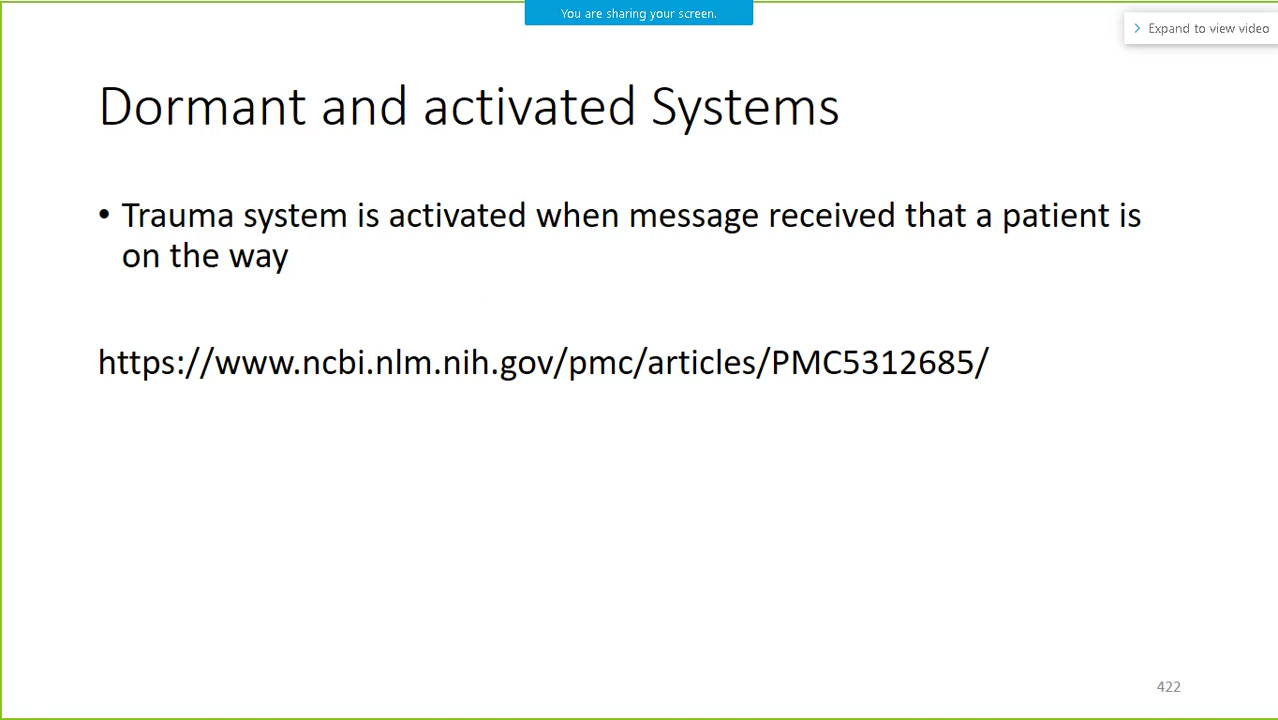 You are sharing your screen.
Expand to view video
Dormant and activated Systems
• Trauma system is activated when message received that a patient is
on the way
https://www.ncbi.nlm.nih.gov/pmc/articles/PMC5312685/
422